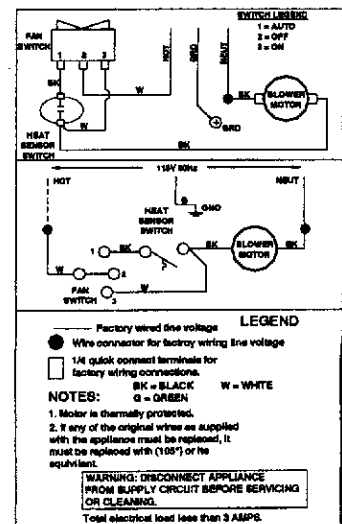 SWITCH LEGEND
1 = AUTO
2 = OFF
3 = ON
FAN
SWITCH
1 2 3
HOT
GRD
NEUT
BK
W
W
BK
BLOWER
MOTOR
GRD
HEAT
SENSOR
SWITCH
BK
115V 60Hz
HOT
NEUT
GND
HEAT
SENSOR
SWITCH
1
BK
BK
BLOWER
MOTOR
BK
W
2
W
FAN
SWITCH
3
LEGEND
Factory wired line voltage
Wire connector for factroy wiring line voltage
1/4 quick connect terminals for
factory wiring connections.
BK = BLACK W = WHITE
G = GREEN
NOTES:
1. Motor is thermally protected.
2. If any of the original wires as supplied
with the appliance must be replaced, it
must be replaced with (105°) or its
equivilant.
WARNING: DISCONNECT APPLIANCE
FROM SUPPLY CIRCUIT BEFORE SERVICING
OR CLEANING.
Total electrical load less than 3 AMPS.